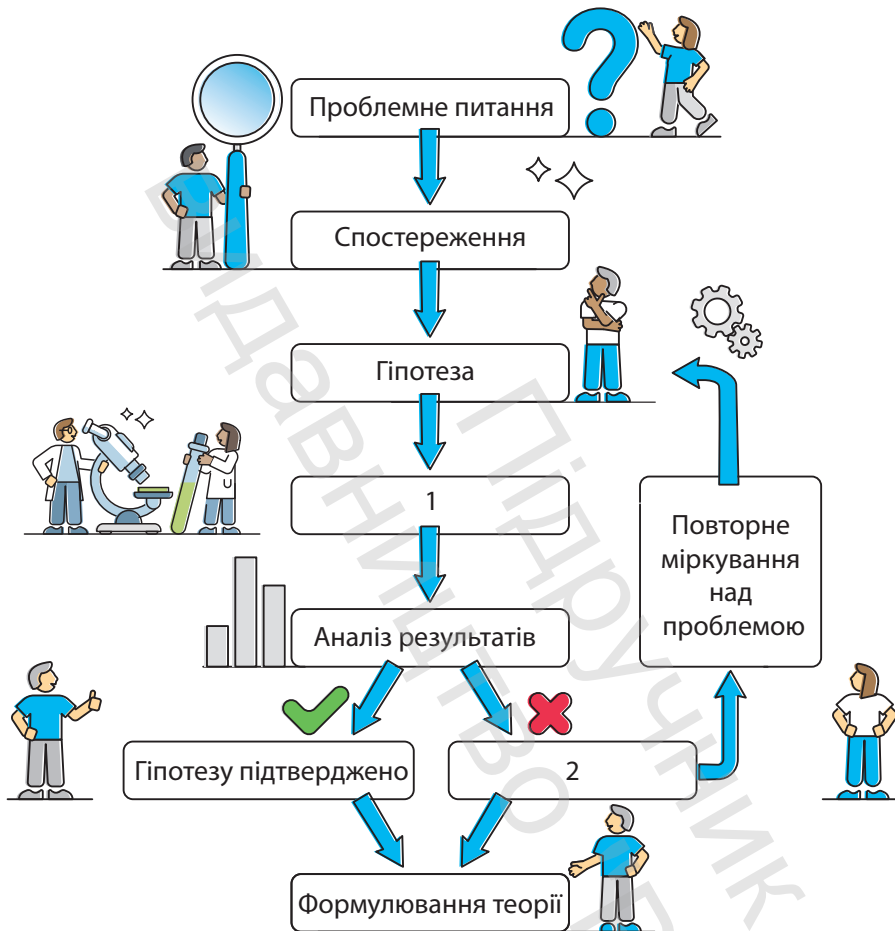 Проблемне питання
Спостереження
Гіпотеза
1
Повторне
міркування
над
проблемою
Аналіз результатів
Гіпотезу підтверджено
2
Формулювання теорії
Підручник
видавництво